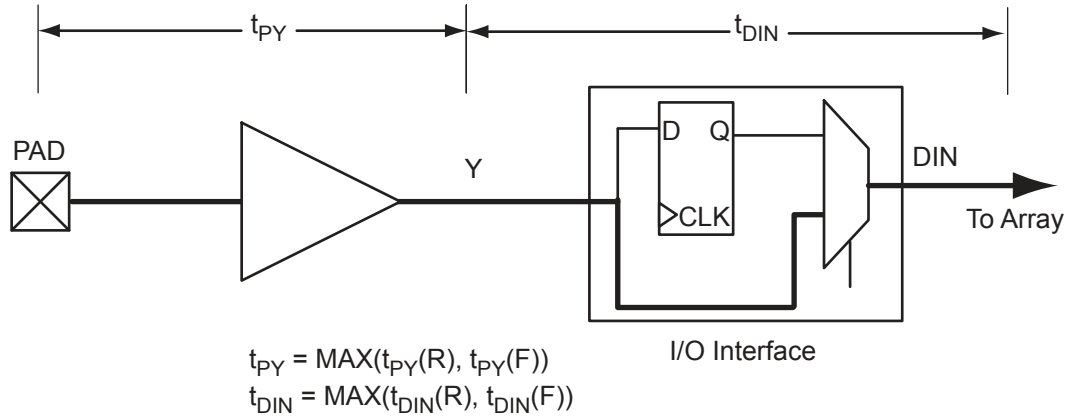 tPY
tDIN
PAD
Y
D Q
CLK
DIN
To Array
I/O Interface
tPY = MAX(tPY(R), tPY(F))
tDIN = MAX(tDIN(R), tDIN(F))